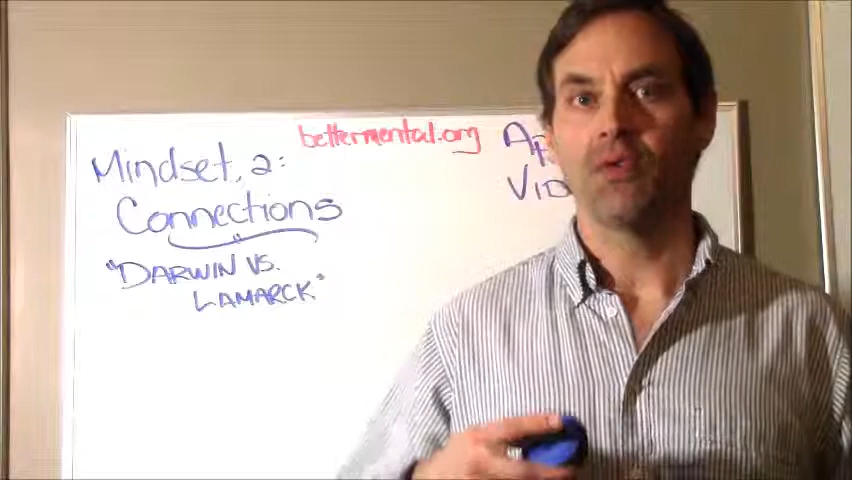 bettermental.org
Mindset, 2:
Connections
"DARWIN VS.
LAMARCK"